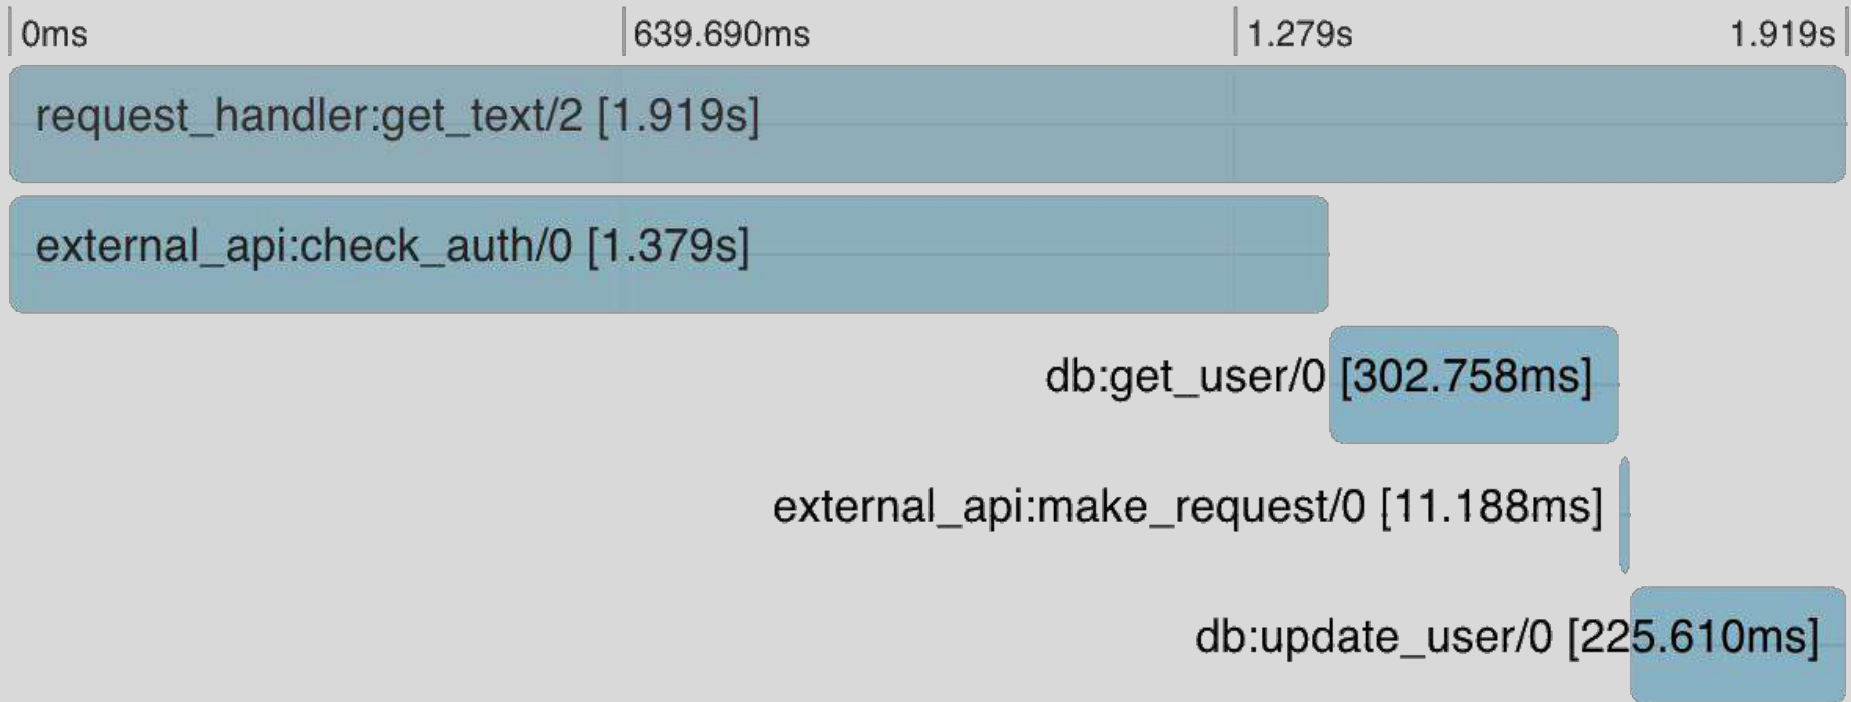 0ms 639.690ms 1.279s 1.919s
request_handler:get_text/2 [1.919s]
external_api:check_auth/0 [1.379s]
db:get_user/0 [302.758ms]
external_api:make_request/0 [11.188ms]
db:update_user/0 [225.610ms]